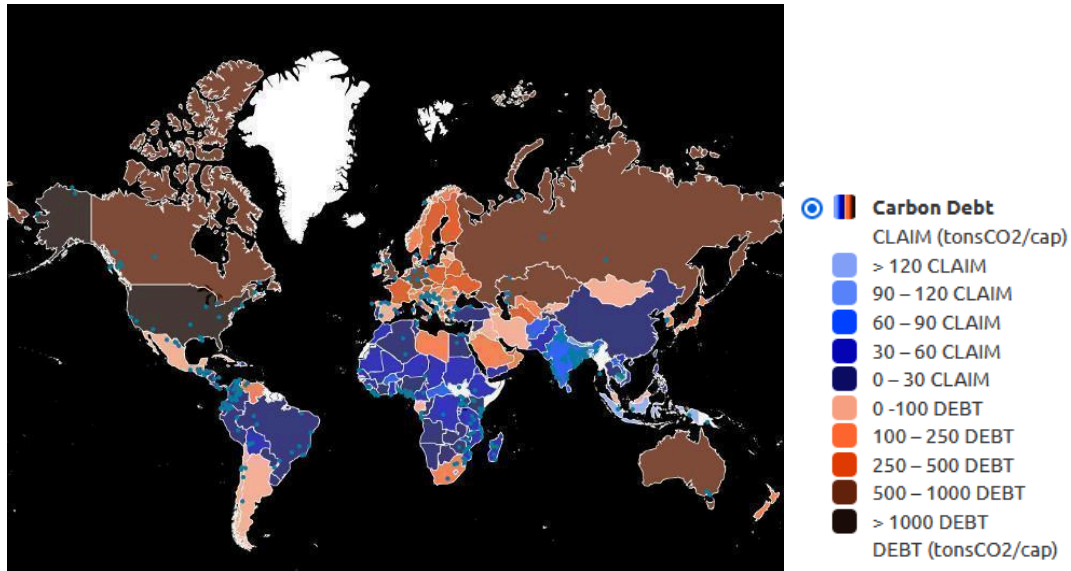 Carbon Debt
CLAIM (tonsCO2/cap)
> 120 CLAIM
90 – 120 CLAIM
60 – 90 CLAIM
30 – 60 CLAIM
0 – 30 CLAIM
0 -100 DEBT
100 – 250 DEBT
250 – 500 DEBT
500 – 1000 DEBT
> 1000 DEBT
DEBT (tonsCO2/cap)